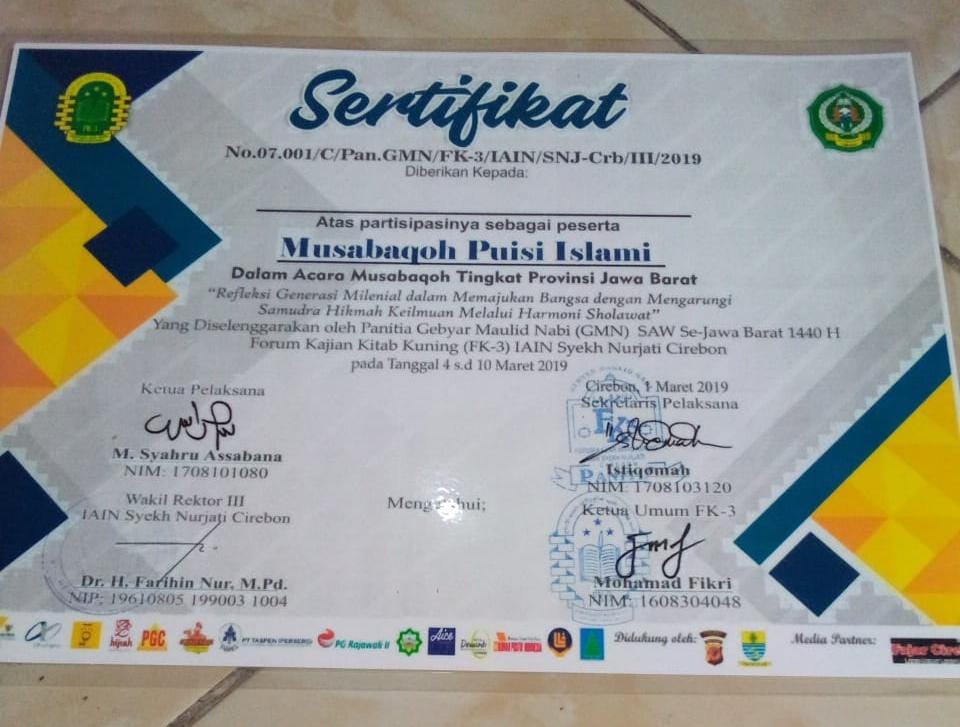 Sertifikat
No.07.001/C/Pan.GMN/FK-3/IAIN/SNJ-Crb/III/2019
Diberikan Kepada:
Atas partisipasinya sebagai peserta
Musabaqoh Puisi Islami
Dalam Acara Musabaqoh Tingkat Provinsi Jawa Barat
“Refleksi Generasi Milenial dalam Memajukan Bangsa dengan Mengarungi
Samudra Hikmah Keilmuan Melalui Harmoni Sholawat”
Yang Diselenggarakan oleh Panitia Gebyar Maulid Nabi (GMN) SAW Se-Jawa Barat 1440 H
Forum Kajian Kitab Kuning (FK-3) IAIN Syekh Nurjati Cirebon
pada Tanggal 4 s.d 10 Maret 2019
Ketua Pelaksana
M. Syahru Assabana
NIM: 1708101080
Cirebon, 1 Maret 2019
Sekretaris Pelaksana
Istiqomah
NIM: 1708103120
Mengetahui;
Wakil Rektor III
IAIN Syekh Nurjati Cirebon
Dr. H. Farihin Nur, M.Pd.
NIP: 19610805 199003 1004
Ketua Umum FK-3
Mohamad Fikri
NIM: 1608304048
hijab
PGC
PT TASPEN (PERSERO)
PG Rajawali II
Aice
Didukung oleh:
Media Partner:
Fajar Cire